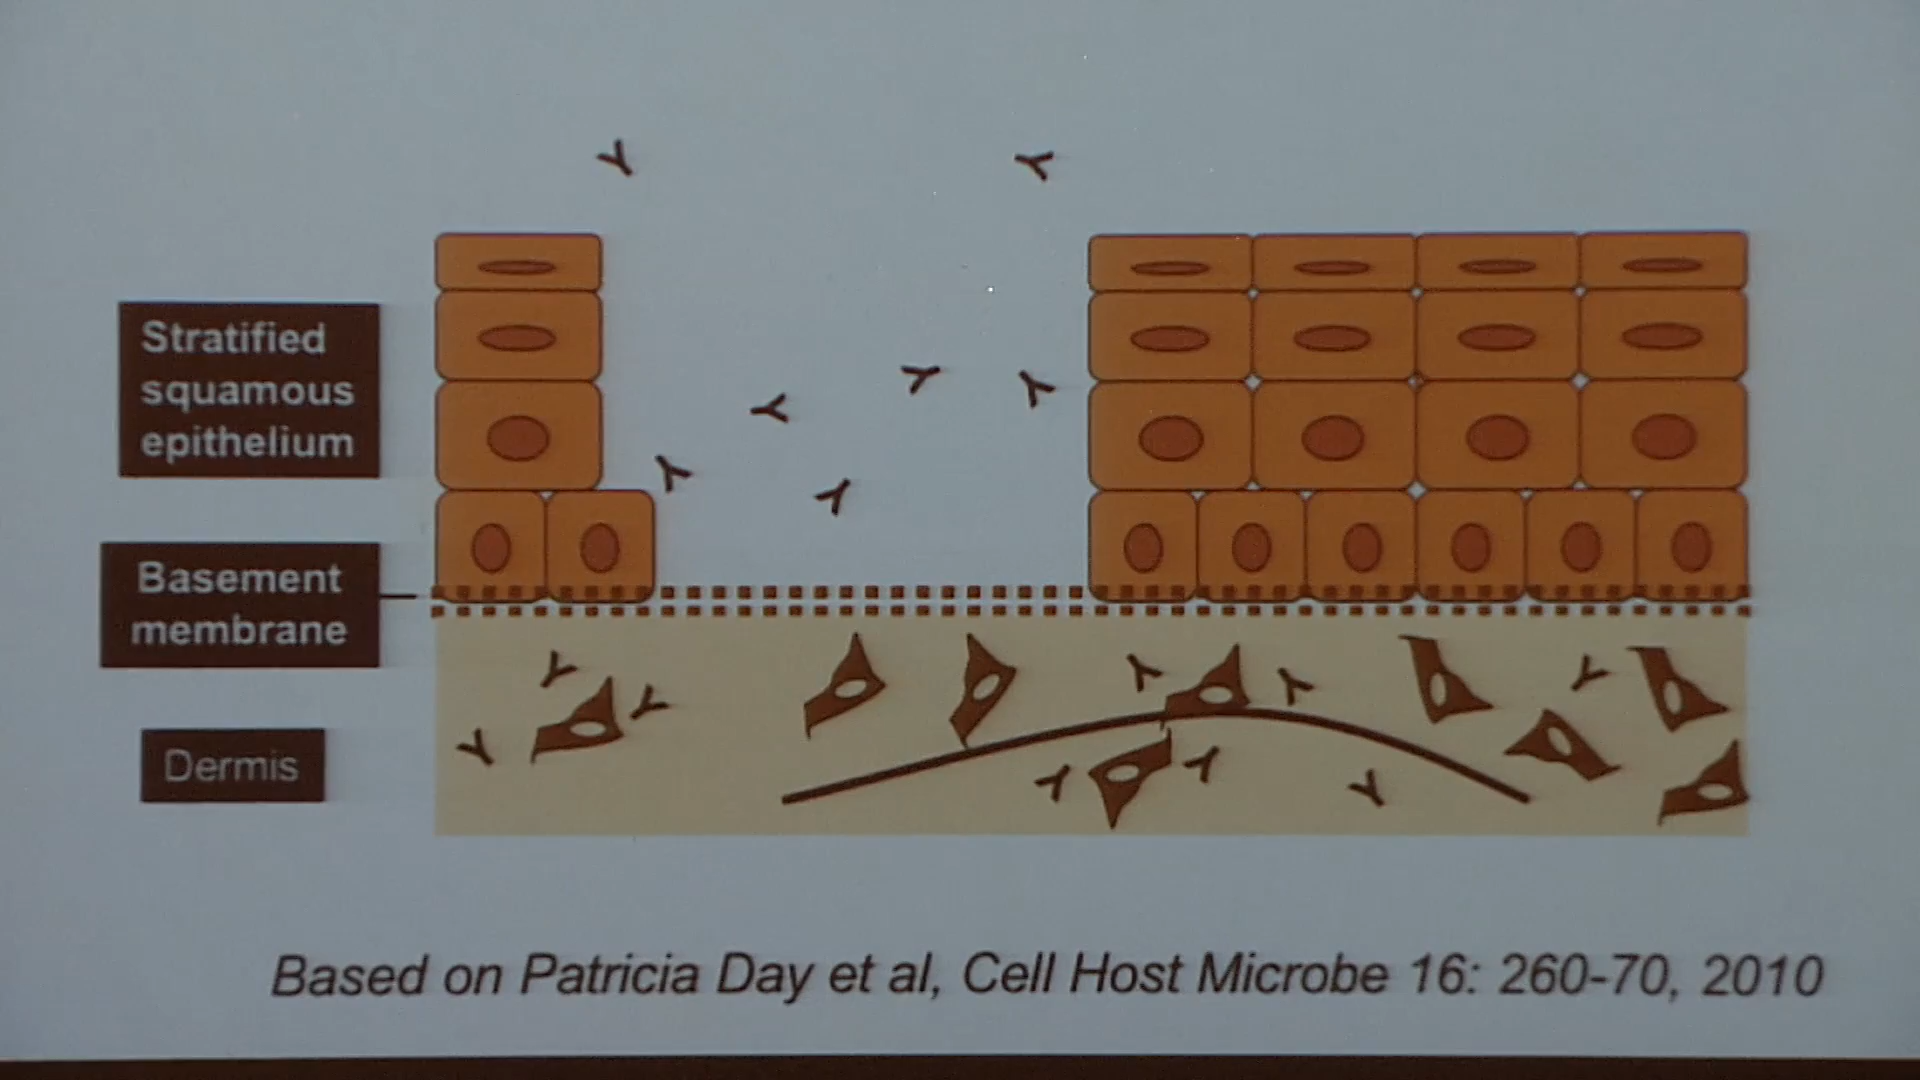 Stratified
squamous
epithelium
Basement
membrane
Dermis
Based on Patricia Day et al, Cell Host Microbe 16: 260-70, 2010